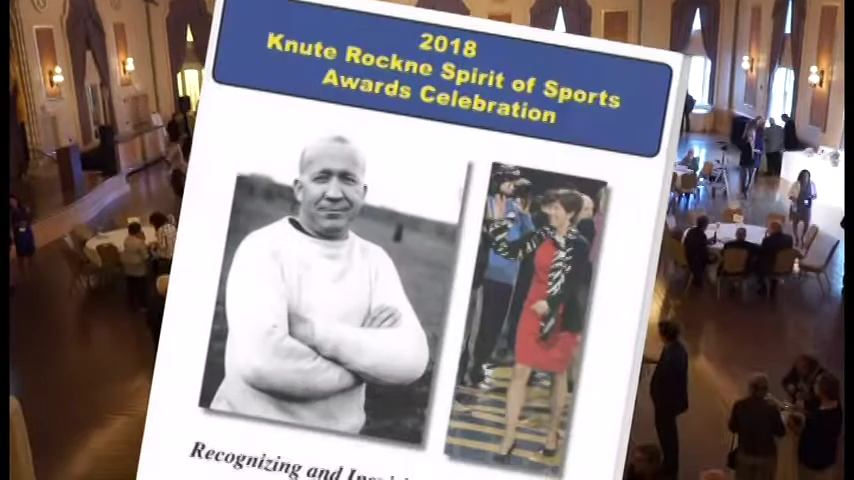 2018
Knute Rockne Spirit of Sports
Awards Celebration
Recognizing and